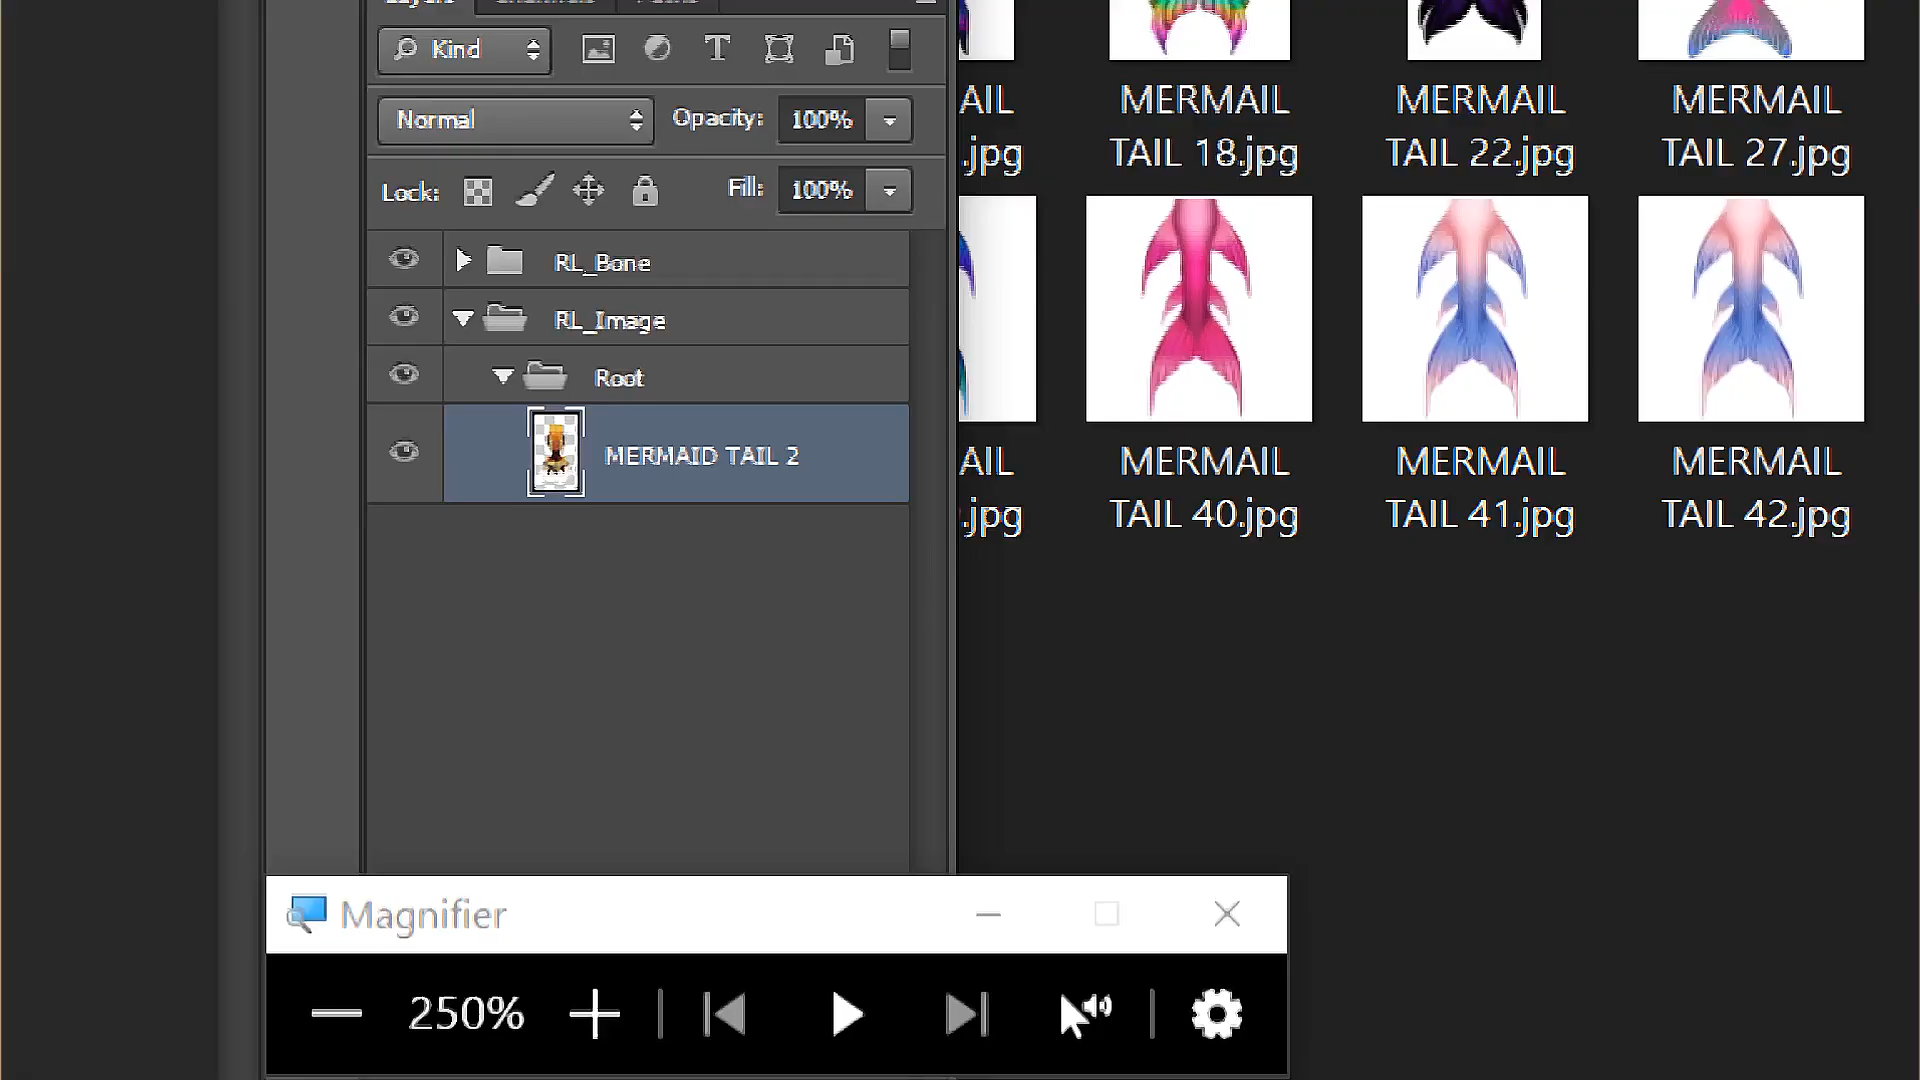 Kind
Normal
Opacity:
100%
Lock:
Fill:
100%
RL_Bone
RL_Image
Root
MERMAID TAIL 2
AIL
.jpg
MERMAIL
TAIL 18.jpg
MERMAIL
TAIL 22.jpg
MERMAIL
TAIL 27.jpg
AIL
.jpg
MERMAIL
TAIL 40.jpg
MERMAIL
TAIL 41.jpg
MERMAIL
TAIL 42.jpg
Magnifier
250%